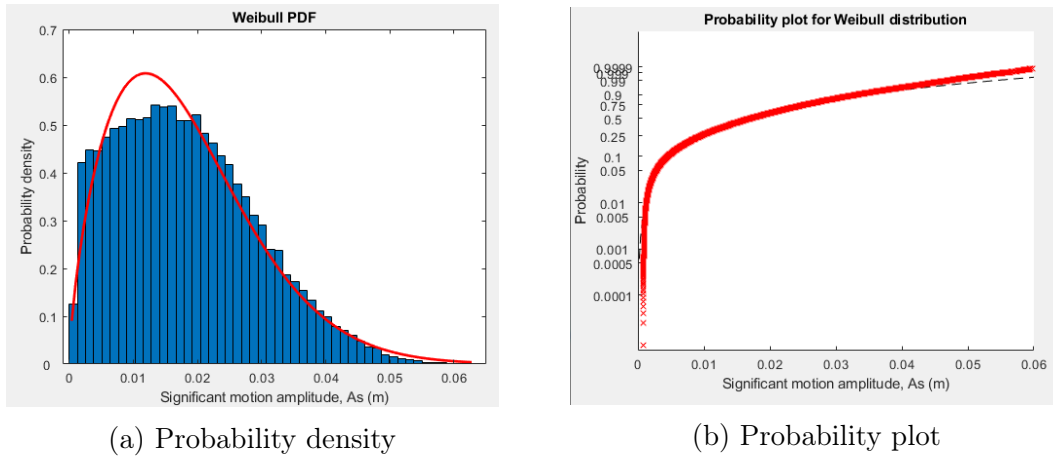 Weibull PDF
0.7
0.6
0.5
0.4
0.3
0.2
0.1
0
Probability density
0 0.01 0.02 0.03 0.04 0.05 0.06
Significant motion amplitude, As (m)
(a) Probability density
Probability plot for Weibull distribution
0.9999
0.999
0.99
0.9
0.75
0.5
0.25
0.1
0.05
0.01
0.005
0.001
0.0005
0.0001
Probability
0 0.01 0.02 0.03 0.04 0.05 0.06
Significant motion amplitude, As (m)
(b) Probability plot